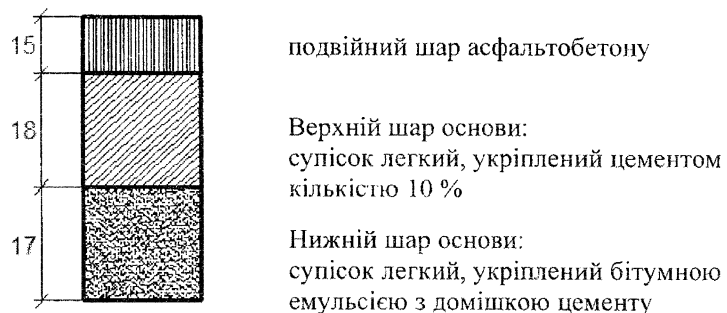 15
подвійний шар асфальтобетону
18
Верхній шар основи:
супісок легкий, укріплений цементом
кількістю 10 %
17
Нижній шар основи:
супісок легкий, укріплений бітумною
емульсією з домішкою цементу